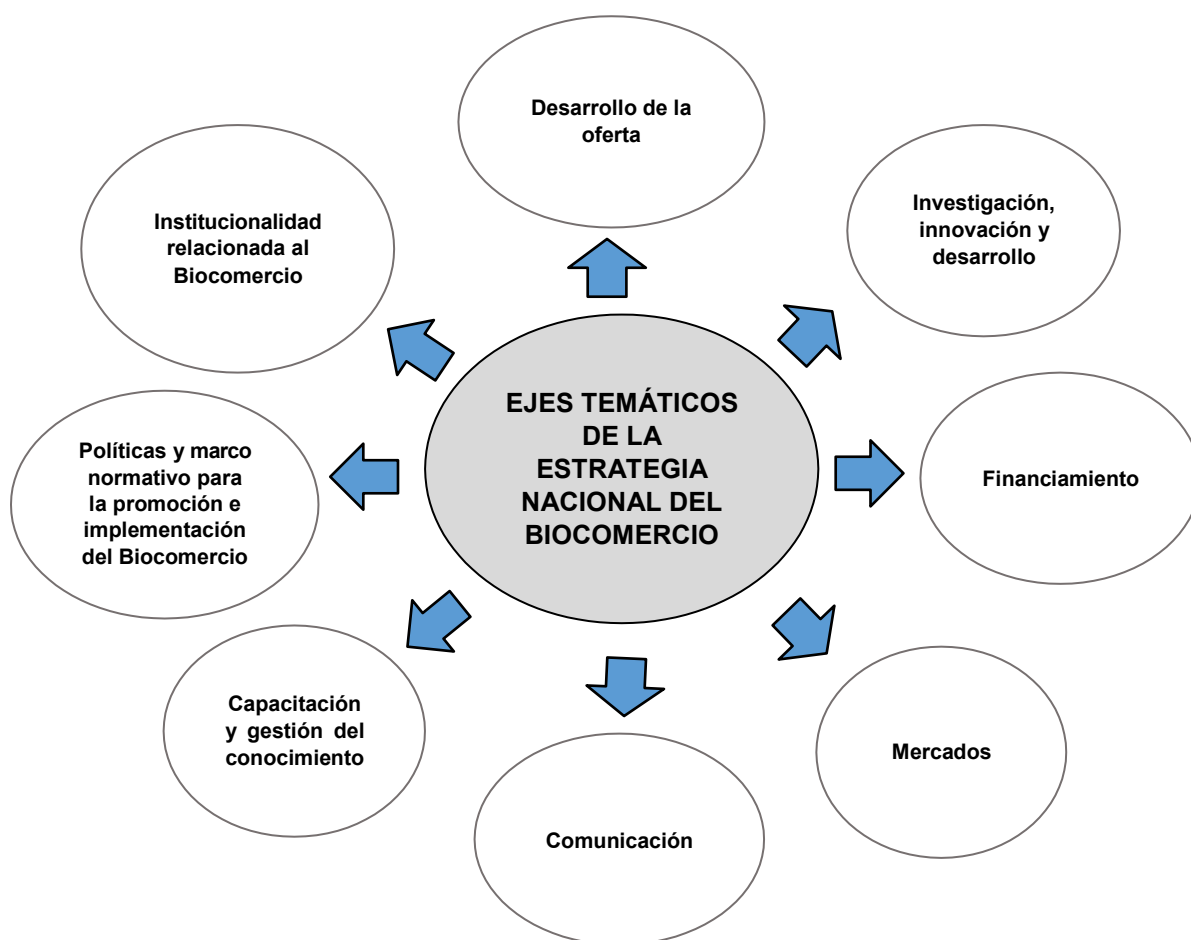 Desarrollo de la
oferta
Investigación,
innovación y
desarrollo
Institucionalidad
relacionada al
Biocomercio
EJES TEMÁTICOS
DE LA
ESTRATEGIA
NACIONAL DEL
BIOCOMERCIO
Políticas y marco
normativo para
la promoción e
implementación
del Biocomercio
Financiamiento
Capacitación
y gestión del
conocimiento
Mercados
Comunicación